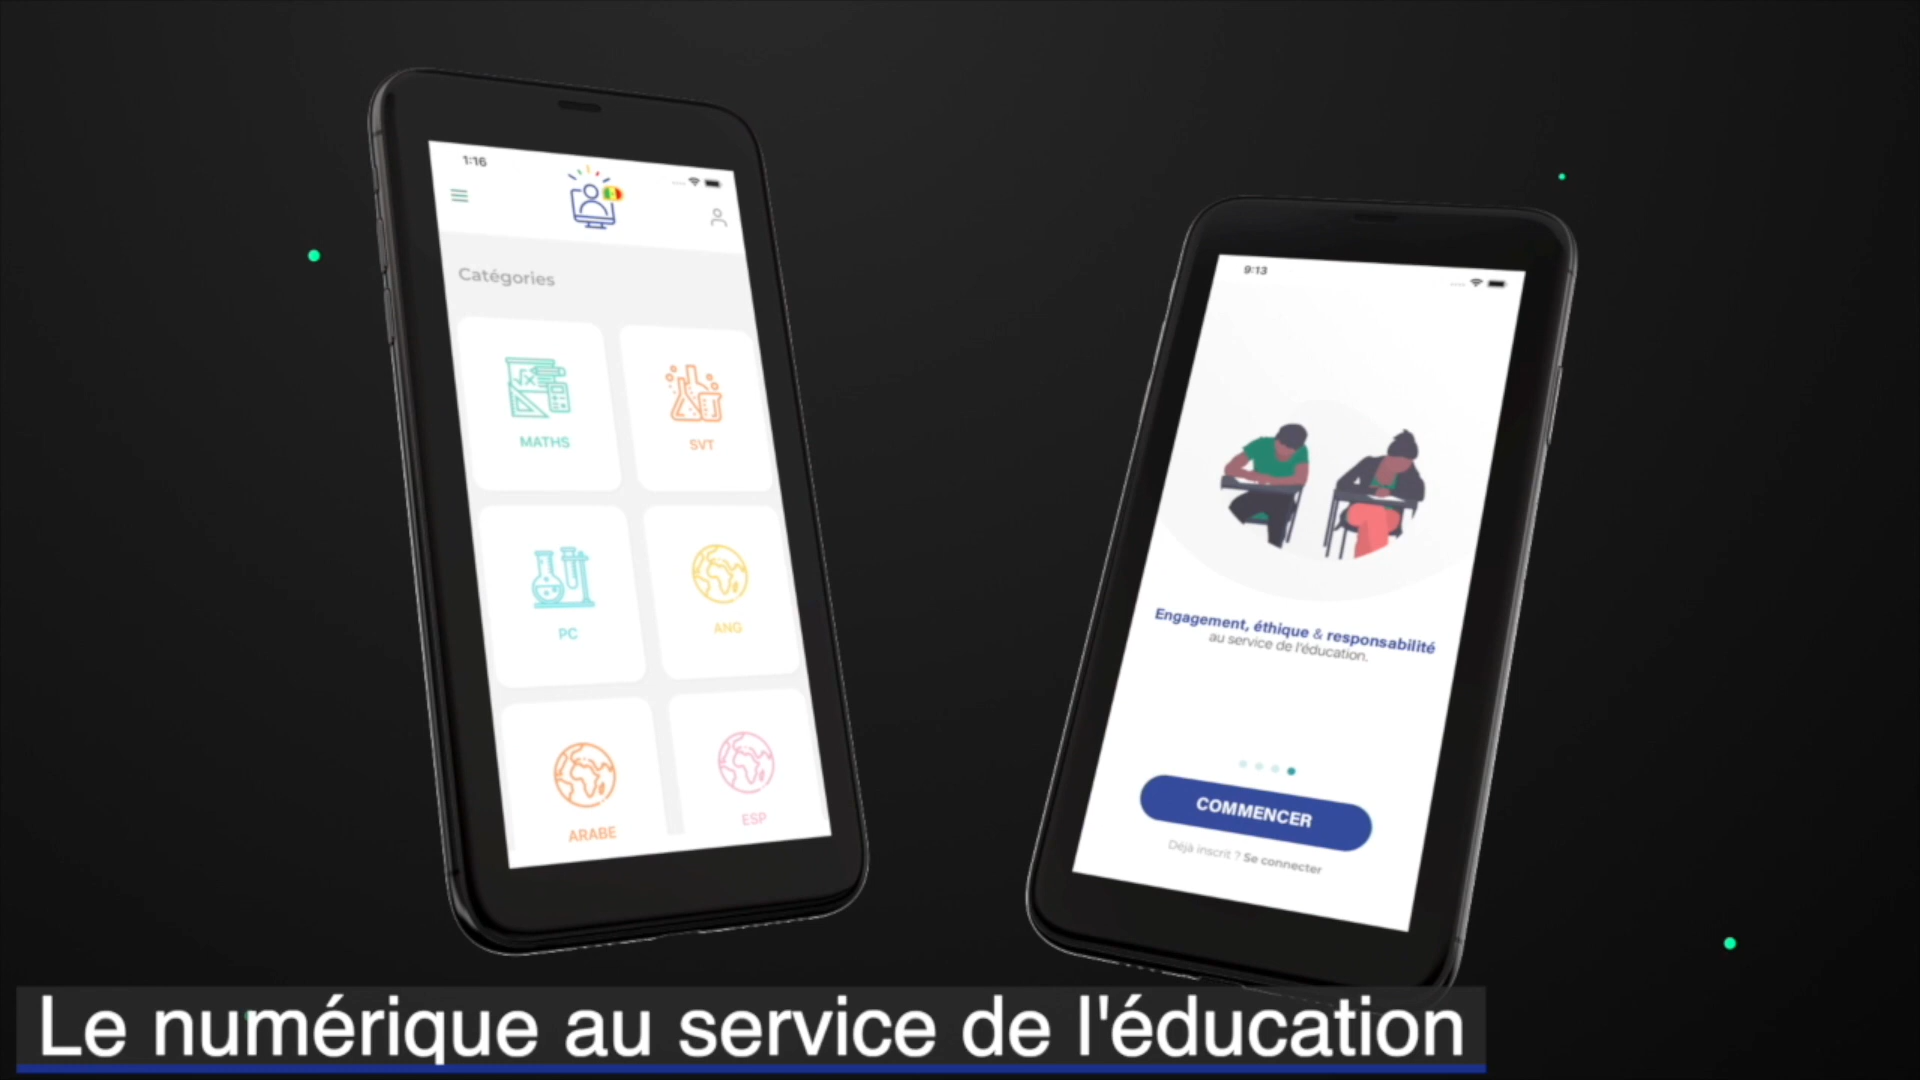 1:16
Catégories
MATHS
SVT
√x
PC
ANG
ARABE
ESP
9:13
Engagement, éthique & responsabilité
au service de l'éducation.
COMMENCER
Déjà inscrit ? Se connecter
Le numérique au service de l'éducation